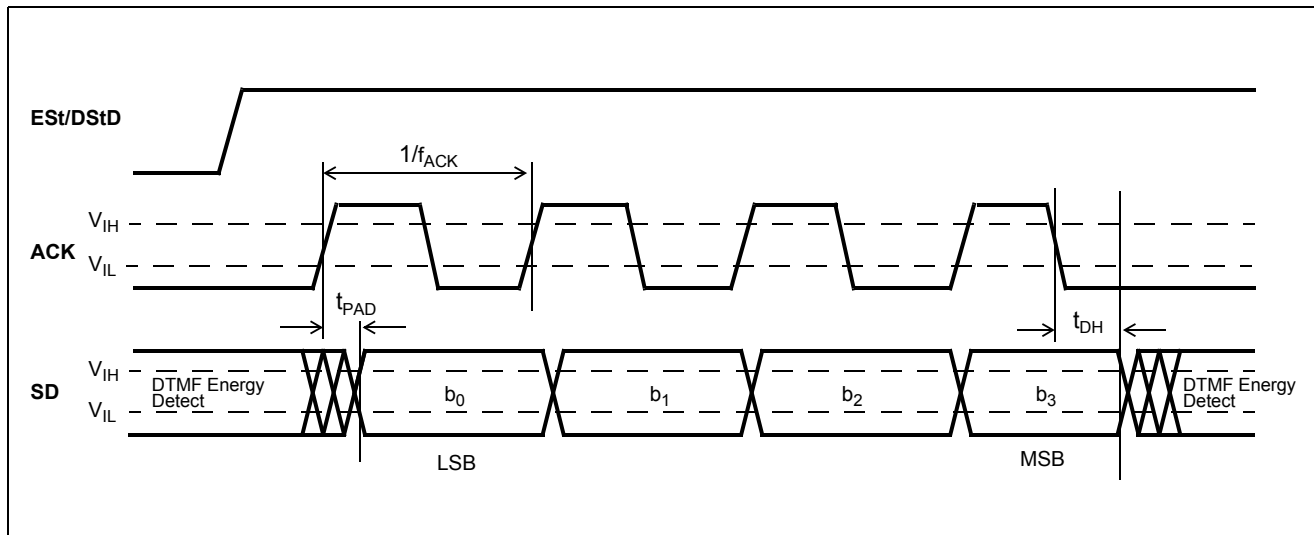 ESt/DStD
1/fACK
VIH
ACK
VIL
tPAD
tDH
VIH
SD
VIL
DTMF Energy
Detect
b0
b1
b2
b3
DTMF Energy
Detect
LSB
MSB